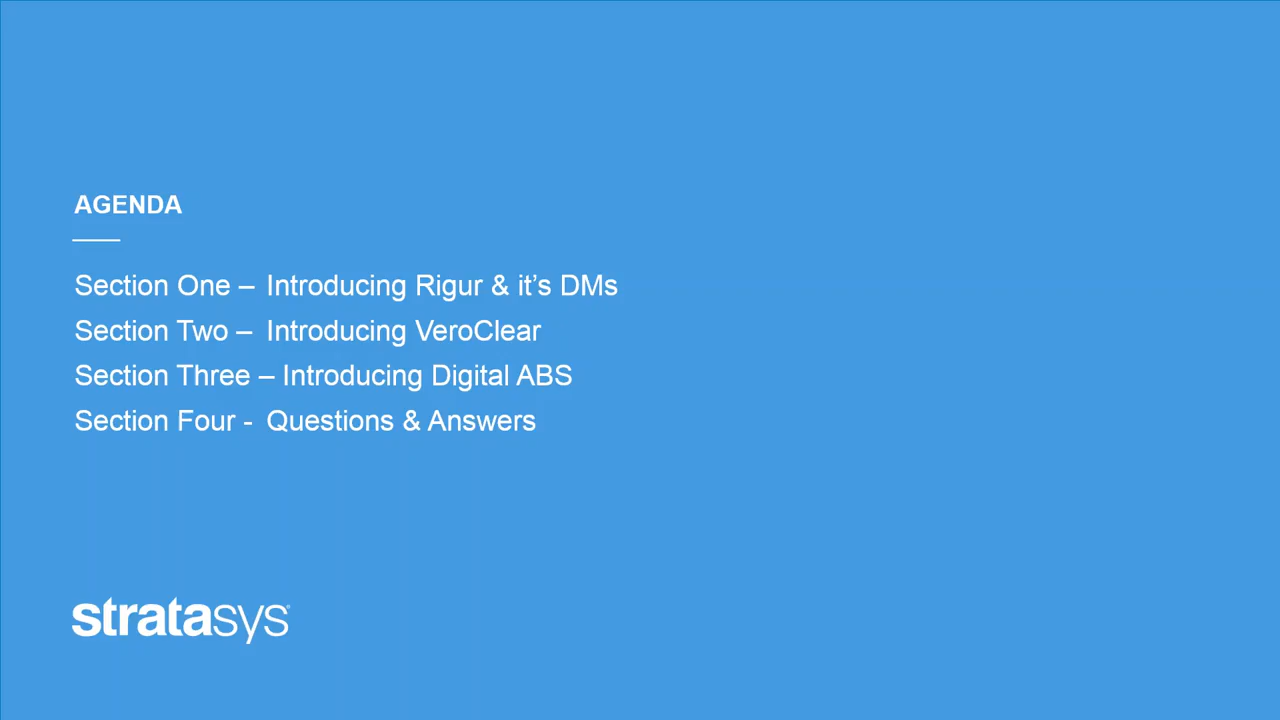 AGENDA
Section One – Introducing Rigur & it’s DMs
Section Two – Introducing VeroClear
Section Three – Introducing Digital ABS
Section Four - Questions & Answers
stratasys